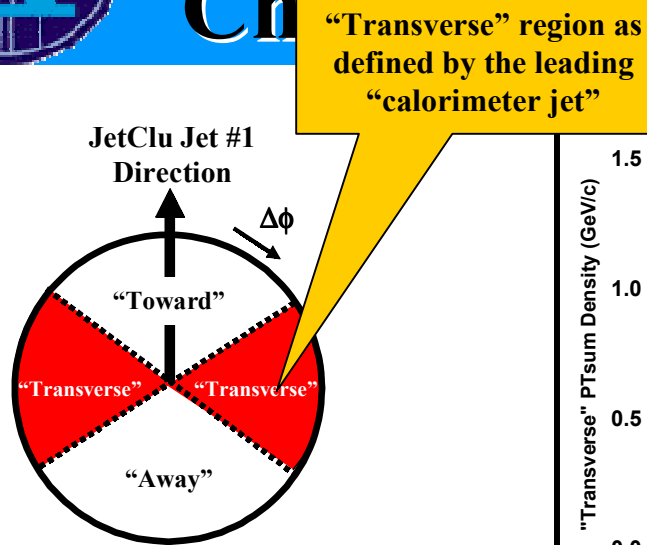 “Transverse” region as
defined by the leading
“calorimeter jet”
JetClu Jet #1
Direction
Δϕ
“Toward”
“Transverse”
“Transverse”
“Away”
"Transverse" PTsum Density (GeV/c)
1.5
1.0
0.5